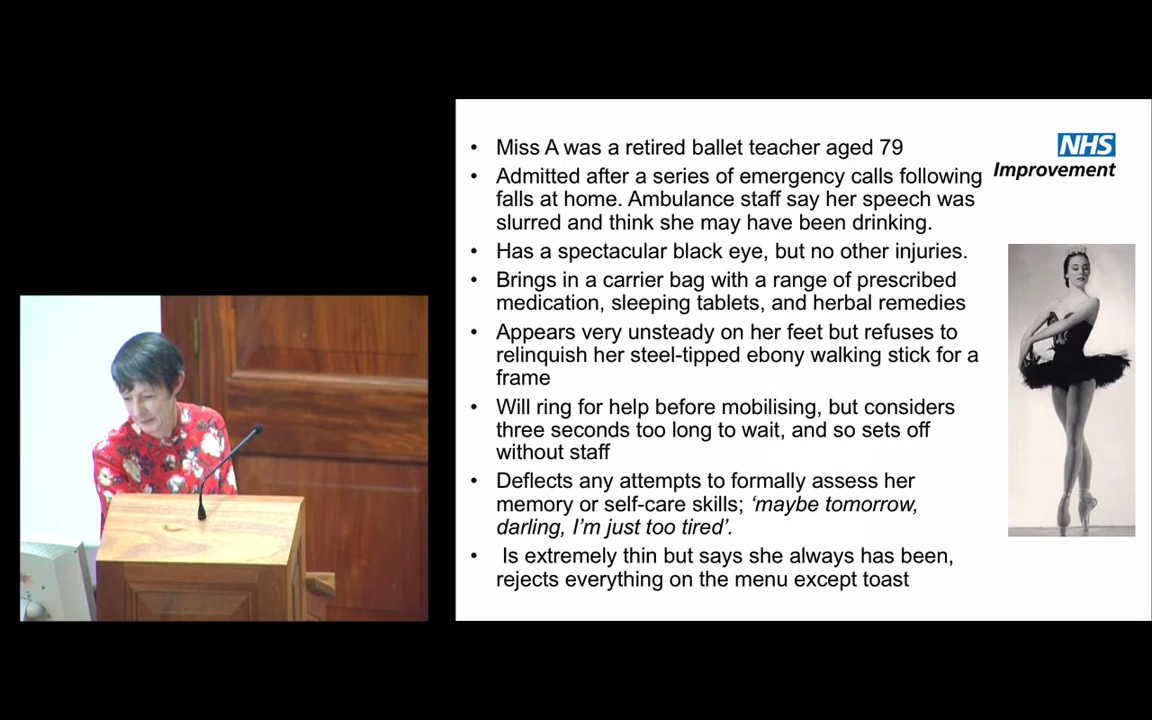 • Miss A was a retired ballet teacher aged 79
• Admitted after a series of emergency calls following
falls at home. Ambulance staff say her speech was
slurred and think she may have been drinking.
• Has a spectacular black eye, but no other injuries.
• Brings in a carrier bag with a range of prescribed
medication, sleeping tablets, and herbal remedies
• Appears very unsteady on her feet but refuses to
relinquish her steel-tipped ebony walking stick for a
frame
• Will ring for help before mobilising, but considers
three seconds too long to wait, and so sets off
without staff
• Deflects any attempts to formally assess her
memory or self-care skills; ‘maybe tomorrow,
darling, I’m just too tired’.
• Is extremely thin but says she always has been,
rejects everything on the menu except toast
NHS
Improvement